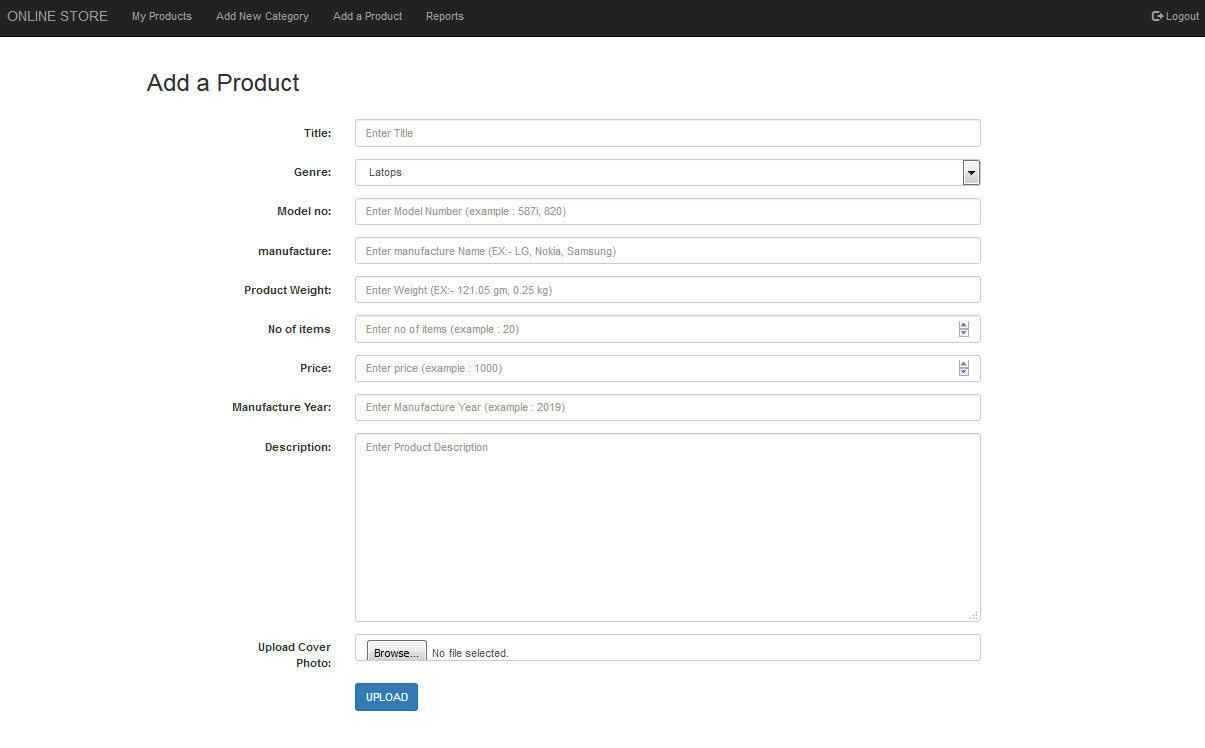 ONLINE STORE My Products Add New Category Add a Product Reports Logout
Add a Product
Title: Enter Title
Genre: Latops
Model no: Enter Model Number (example : 587i, 820)
manufacture: Enter manufacture Name (EX:- LG, Nokia, Samsung)
Product Weight: Enter Weight (EX:- 121.05 gm, 0.25 kg)
No of items Enter no of items (example : 20)
Price: Enter price (example : 1000)
Manufacture Year: Enter Manufacture Year (example : 2019)
Description: Enter Product Description
Upload Cover
Photo:
Browse... No file selected.
UPLOAD